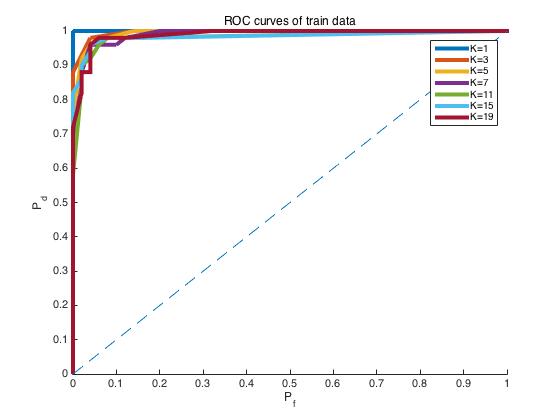 ROC curves of train data
1
0.9
0.8
0.7
0.6
0.5
0.4
0.3
0.2
0.1
0
P_d
K=1
K=3
K=5
K=7
K=11
K=15
K=19
0 0.1 0.2 0.3 0.4 0.5 0.6 0.7 0.8 0.9 1
P_f